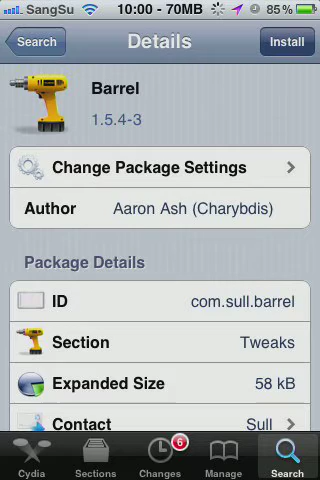 SangSu 10:00 - 70MB 85%
Search Details Install
Barrel
1.5.4-3
Change Package Settings
Author Aaron Ash (Charybdis)
Package Details
ID com.sull.barrel
Section Tweaks
Expanded Size 58 kB
Contact Sull
6
Cydia Sections Changes Manage Search